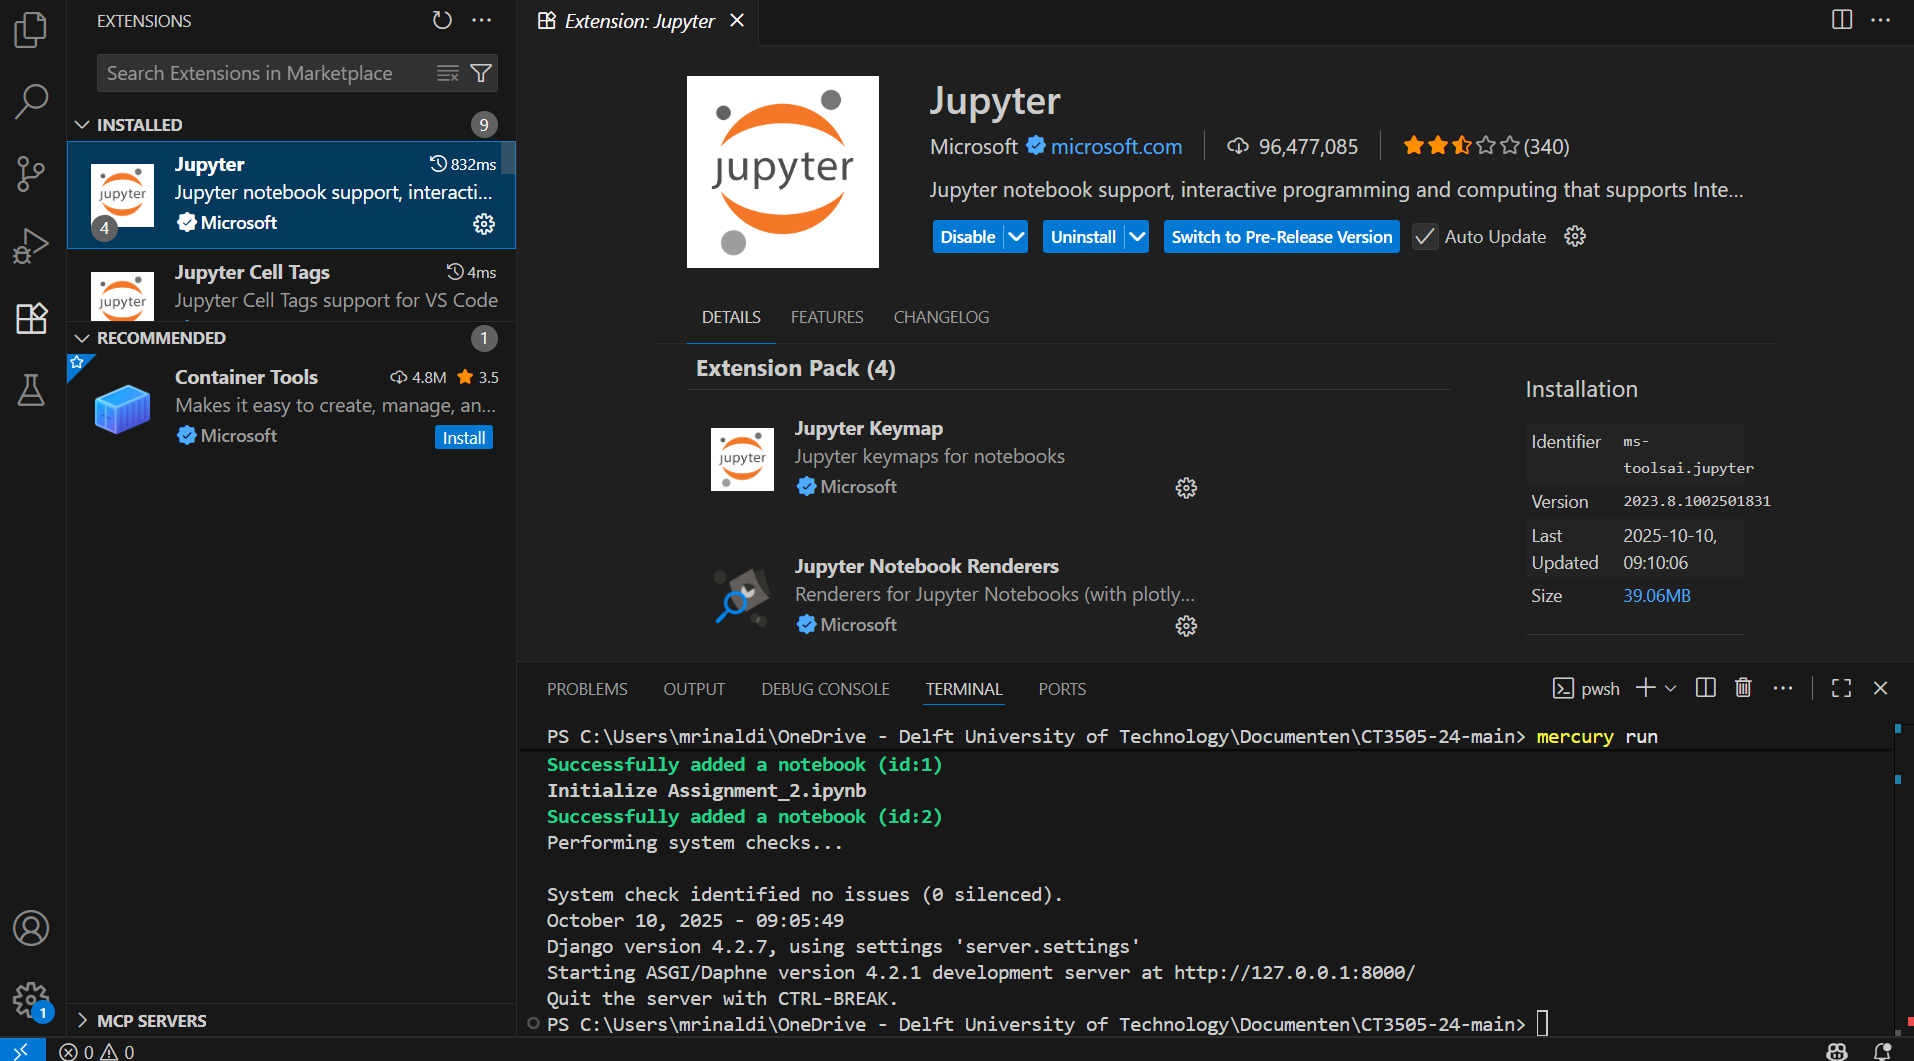 EXTENSIONS
Search Extensions in Marketplace
INSTALLED 9
Jupyter 832ms
Jupyter notebook support, interacti...
Microsoft
jupyter
4
Jupyter Cell Tags 4ms
Jupyter Cell Tags support for VS Code
jupyter
RECOMMENDED 1
Container Tools 4.8M 3.5
Makes it easy to create, manage, an...
Microsoft Install
MCP SERVERS
1
0 0
Extension: Jupyter
jupyter
Jupyter
Microsoft microsoft.com 96,477,085 (340)
Jupyter notebook support, interactive programming and computing that supports Inte...
Disable Uninstall Switch to Pre-Release Version Auto Update
DETAILS FEATURES CHANGELOG
Extension Pack (4)
jupyter
Jupyter Keymap
Jupyter keymaps for notebooks
Microsoft
Jupyter Notebook Renderers
Renderers for Jupyter Notebooks (with plotly...
Microsoft
Installation
Identifier ms-
toolsai.jupyter
Version 2023.8.1002501831
Last 2025-10-10,
Updated 09:10:06
Size 39.06MB
PROBLEMS OUTPUT DEBUG CONSOLE TERMINAL PORTS pwsh
PS C:\Users\mrinaldi\OneDrive - Delft University of Technology\Documenten\CT3505-24-main> mercury run
Successfully added a notebook (id:1)
Initialize Assignment_2.ipynb
Successfully added a notebook (id:2)
Performing system checks...
System check identified no issues (0 silenced).
October 10, 2025 - 09:05:49
Django version 4.2.7, using settings 'server.settings'
Starting ASGI/Daphne version 4.2.1 development server at http://127.0.0.1:8000/
Quit the server with CTRL-BREAK.
PS C:\Users\mrinaldi\OneDrive - Delft University of Technology\Documenten\CT3505-24-main>